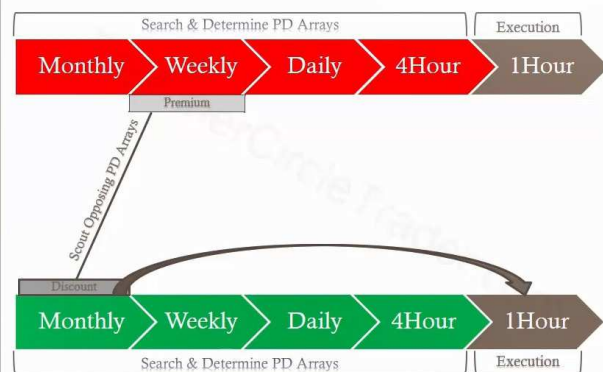 Search & Determine PD Arrays
Execution
Monthly
Weekly
Daily
4Hour
1Hour
Premium
Scout Opposing PD Arrays
Discount
Monthly
Weekly
Daily
4Hour
1Hour
Search & Determine PD Arrays
Execution